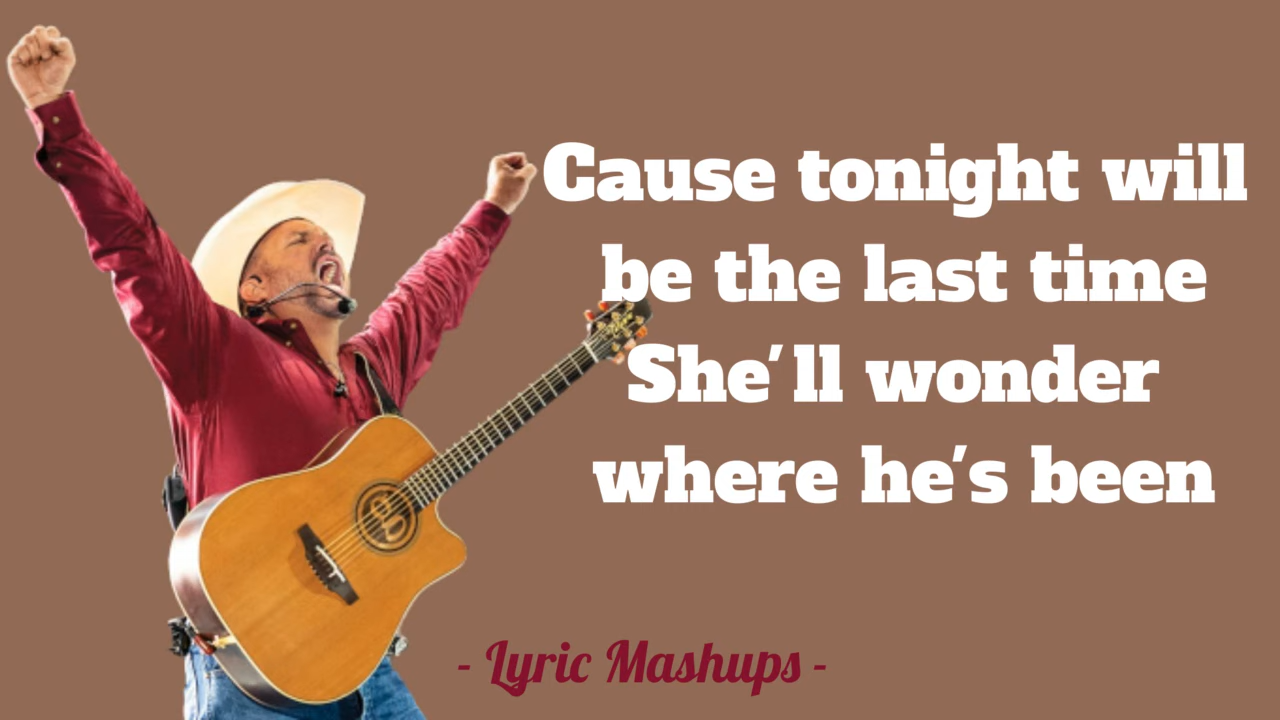 Cause tonight will
be the last time
She'll wonder
where he's been
- Lyric Mashups -